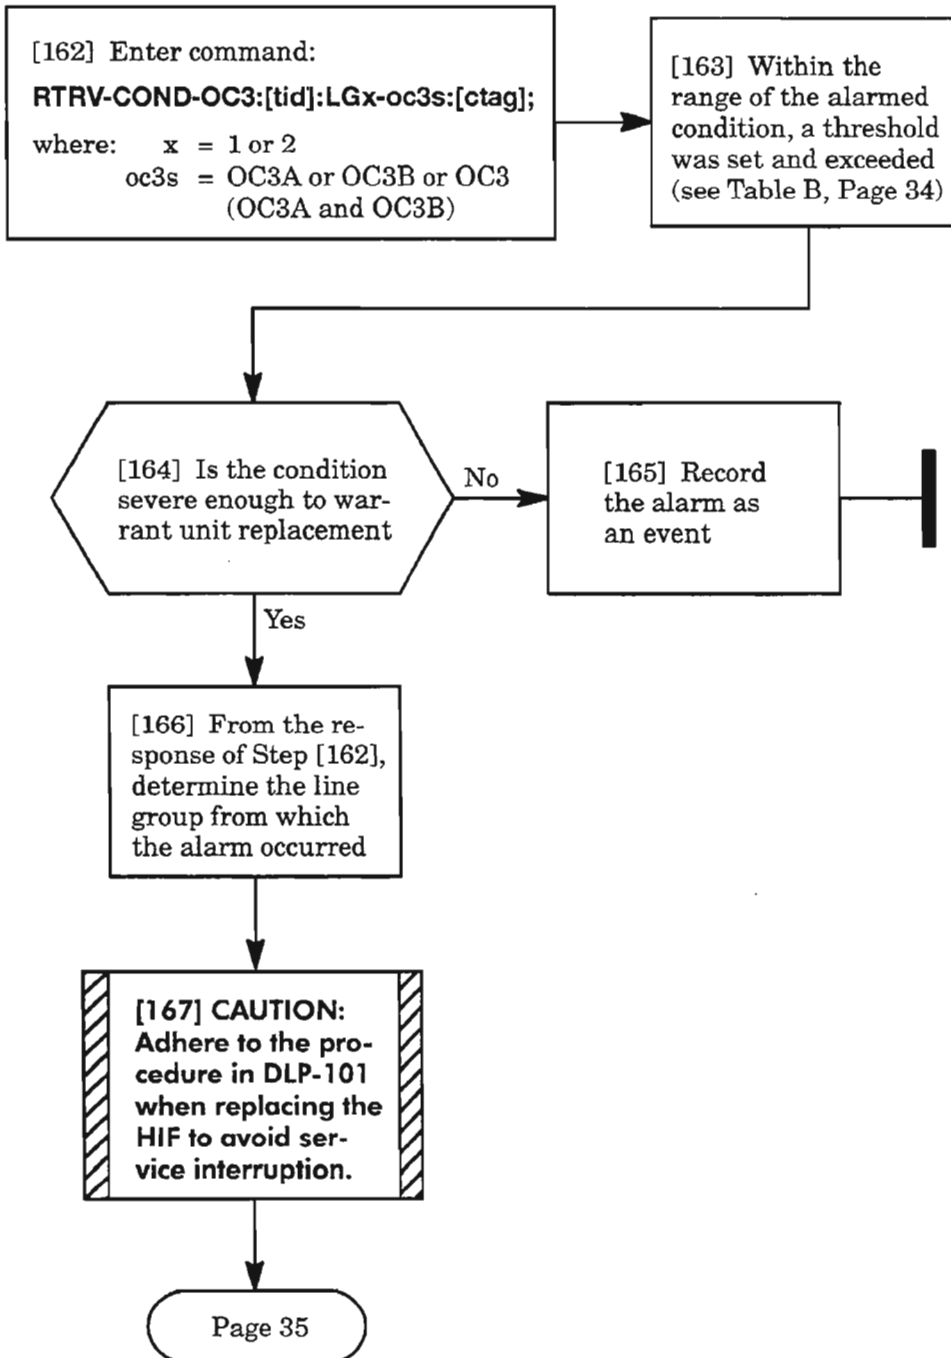 [162] Enter command:
RTRV-COND-OC3:[tid]:LGx-oc3s:[ctag];
where: x = 1 or 2
oc3s = OC3A or OC3B or OC3
(OC3A and OC3B)
[163] Within the
range of the alarmed
condition, a threshold
was set and exceeded
(see Table B, Page 34)
[164] Is the condition
severe enough to war-
rant unit replacement
No
[165] Record
the alarm as
an event
Yes
[166] From the re-
sponse of Step [162],
determine the line
group from which
the alarm occurred
[167] CAUTION:
Adhere to the pro-
cedure in DLP-101
when replacing the
HIF to avoid ser-
vice interruption.
Page 35